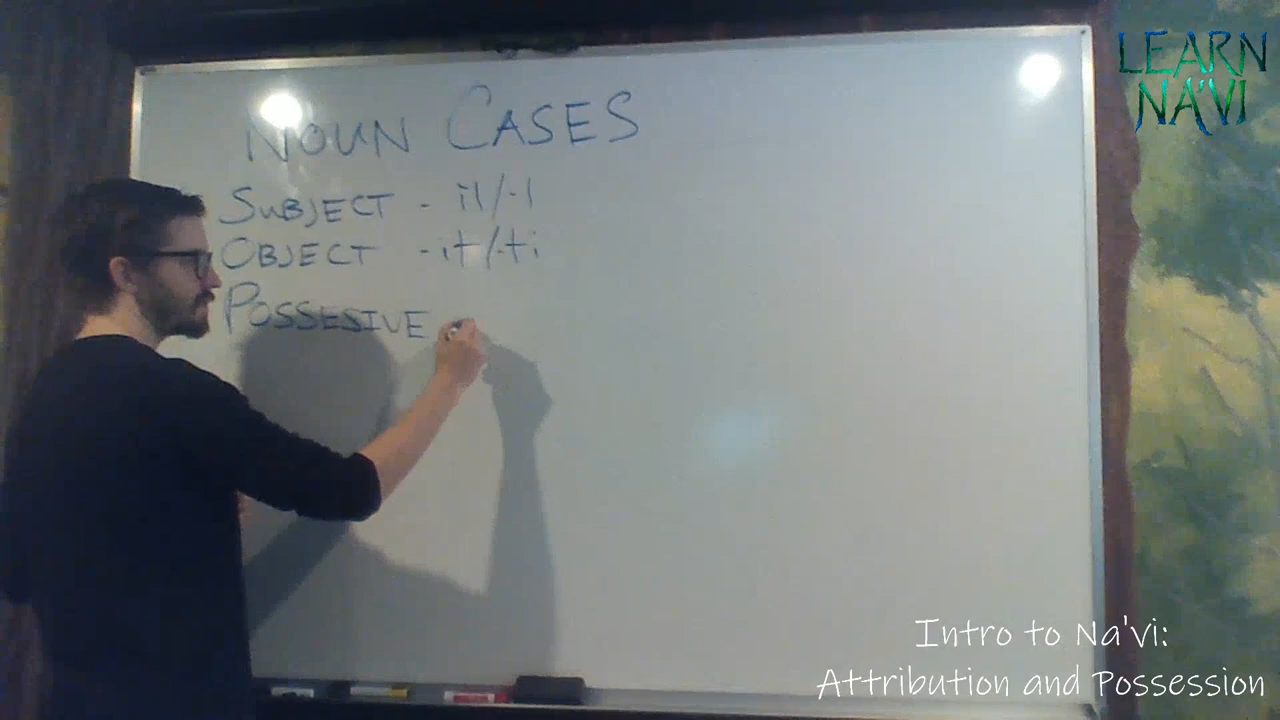 NOUN CASES
SUBJECT - il/-l
OBJECT -it/-ti
POSSESIVE
LEARN
NA'VI
Intro to Na'vi:
Attribution and Possession